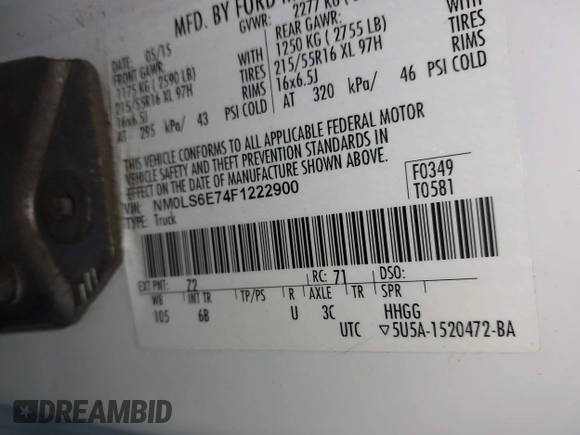 MFD. BY FORD
GVWR: 2277 KG
DATE: 05/15
FRONT GAWR: WITH
1175 KG (2590 LB) TIRES
215/55R16 XL 97H RIMS
16x6.5J
AT 295 kPa/ 43 PSI COLD
REAR GAWR: WITH
1250 KG (2755 LB) TIRES
215/55R16 XL 97H RIMS
16x6.5J
AT 320 kPa/ 46 PSI COLD
THIS VEHICLE CONFORMS TO ALL APPLICABLE FEDERAL MOTOR
VEHICLE SAFETY AND THEFT PREVENTION STANDARDS IN
EFFECT ON THE DATE OF MANUFACTURE SHOWN ABOVE.
VIN: NM0LS6E74F1222900
TYPE: Truck
F0349
T0581
EXT PNT: Z2 RC: 71 DSO:
WB INT TR TP/PS R AXLE TR SPR
105 6B U 3C HHGG
UTC ▽5U5A-1520472-BA
DREAMBID